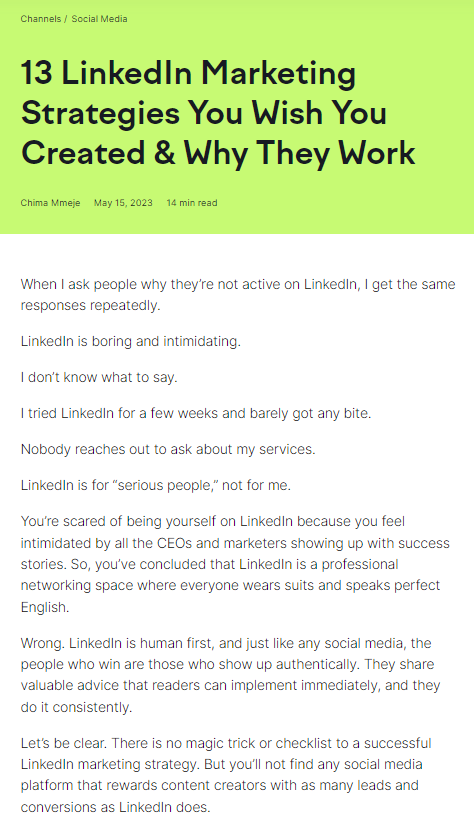 Channels / Social Media
13 LinkedIn Marketing
Strategies You Wish You
Created & Why They Work
Chima Mmeje May 15, 2023 14 min read
When I ask people why they’re not active on LinkedIn, I get the same
responses repeatedly.
LinkedIn is boring and intimidating.
I don’t know what to say.
I tried LinkedIn for a few weeks and barely got any bite.
Nobody reaches out to ask about my services.
LinkedIn is for “serious people,” not for me.
You’re scared of being yourself on LinkedIn because you feel
intimidated by all the CEOs and marketers showing up with success
stories. So, you’ve concluded that LinkedIn is a professional
networking space where everyone wears suits and speaks perfect
English.
Wrong. LinkedIn is human first, and just like any social media, the
people who win are those who show up authentically. They share
valuable advice that readers can implement immediately, and they
do it consistently.
Let’s be clear. There is no magic trick or checklist to a successful
LinkedIn marketing strategy. But you’ll not find any social media
platform that rewards content creators with as many leads and
conversions as LinkedIn does.